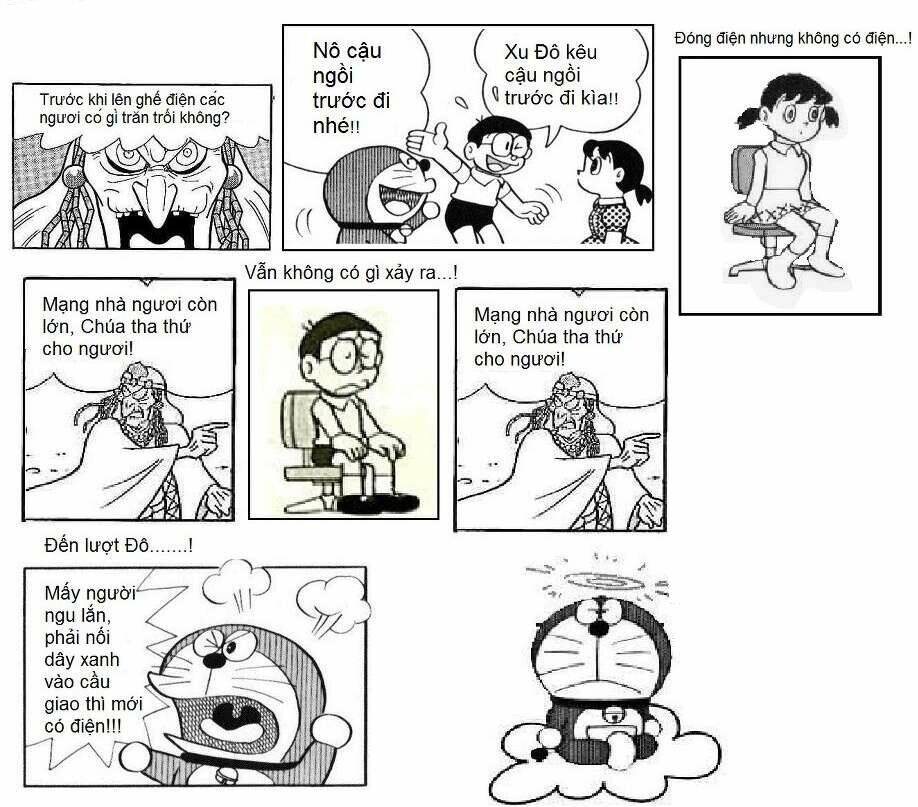 Trước khi lên ghế điện các
ngươi có gì trăn trối không?
Nô cậu
ngồi
trước đi
nhé!!
Xu Đô kêu
cậu ngồi
trước đi kìa!!
Đóng điện nhưng không có điện...!
Mạng nhà ngươi còn
lớn, Chúa tha thứ
cho ngươi!
Vẫn không có gì xảy ra...!
Mạng nhà ngươi còn
lớn, Chúa tha thứ
cho ngươi!
Đến lượt Đô.......!
Mấy người
ngu lắn,
phải nối
dây xanh
vào cầu
giao thì mới
có điện!!!